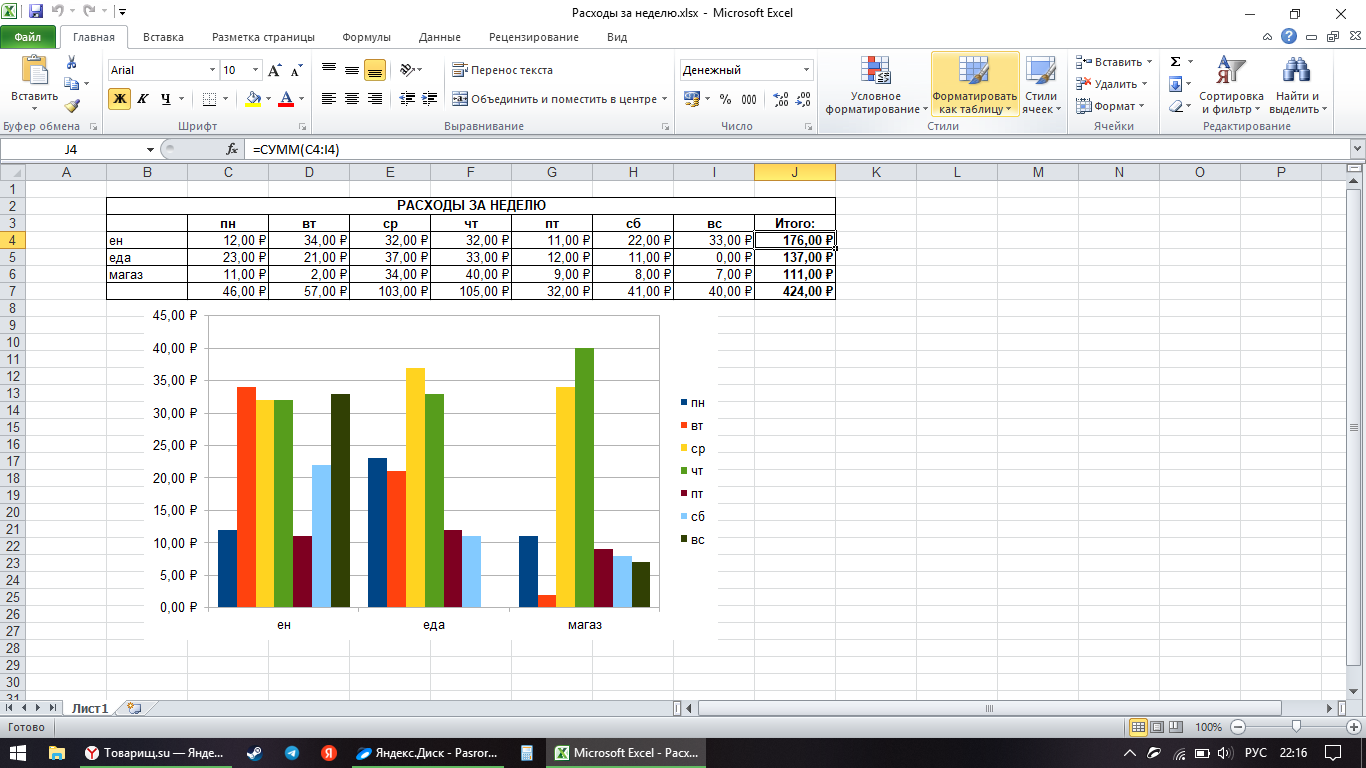 Расходы за неделю.xlsx - Microsoft Excel
Файл Главная Вставка Разметка страницы Формулы Данные Рецензирование Вид
Вставить
Буфер обмена
Arial 10
Ж К Ч
Шрифт
Перенос текста
Объединить и поместить в центре
Выравнивание
Денежный
% 000
Число
Условное форматирование
Форматировать как таблицу
Стили ячеек
Стили
Вставить
Удалить
Формат
Ячейки
Сортировка и фильтр
Найти и выделить
Редактирование
J4 fx =СУММ(C4:I4)
A B C D E F G H I J K L M N O P
1
2 РАСХОДЫ ЗА НЕДЕЛЮ
3 пн вт ср чт пт сб вс Итого:
4 ен 12,00 ₽ 34,00 ₽ 32,00 ₽ 32,00 ₽ 11,00 ₽ 22,00 ₽ 33,00 ₽ 176,00 ₽
5 еда 23,00 ₽ 21,00 ₽ 37,00 ₽ 33,00 ₽ 12,00 ₽ 11,00 ₽ 0,00 ₽ 137,00 ₽
6 магаз 11,00 ₽ 2,00 ₽ 34,00 ₽ 40,00 ₽ 9,00 ₽ 8,00 ₽ 7,00 ₽ 111,00 ₽
7 46,00 ₽ 57,00 ₽ 103,00 ₽ 105,00 ₽ 32,00 ₽ 41,00 ₽ 40,00 ₽ 424,00 ₽
8
9
10
11
12
13
14
15
16
17
18
19
20
21
22
23
24
25
26
27
28
29
30
31
45,00 ₽
40,00 ₽
35,00 ₽
30,00 ₽
25,00 ₽
20,00 ₽
15,00 ₽
10,00 ₽
5,00 ₽
0,00 ₽
ен еда магаз
пн
вт
ср
чт
пт
сб
вс
Лист1
Готово 100%
Товарищ.su — Янде... Я Яндекс.Диск - Pasror... Microsoft Excel - Расх... РУС 22:16